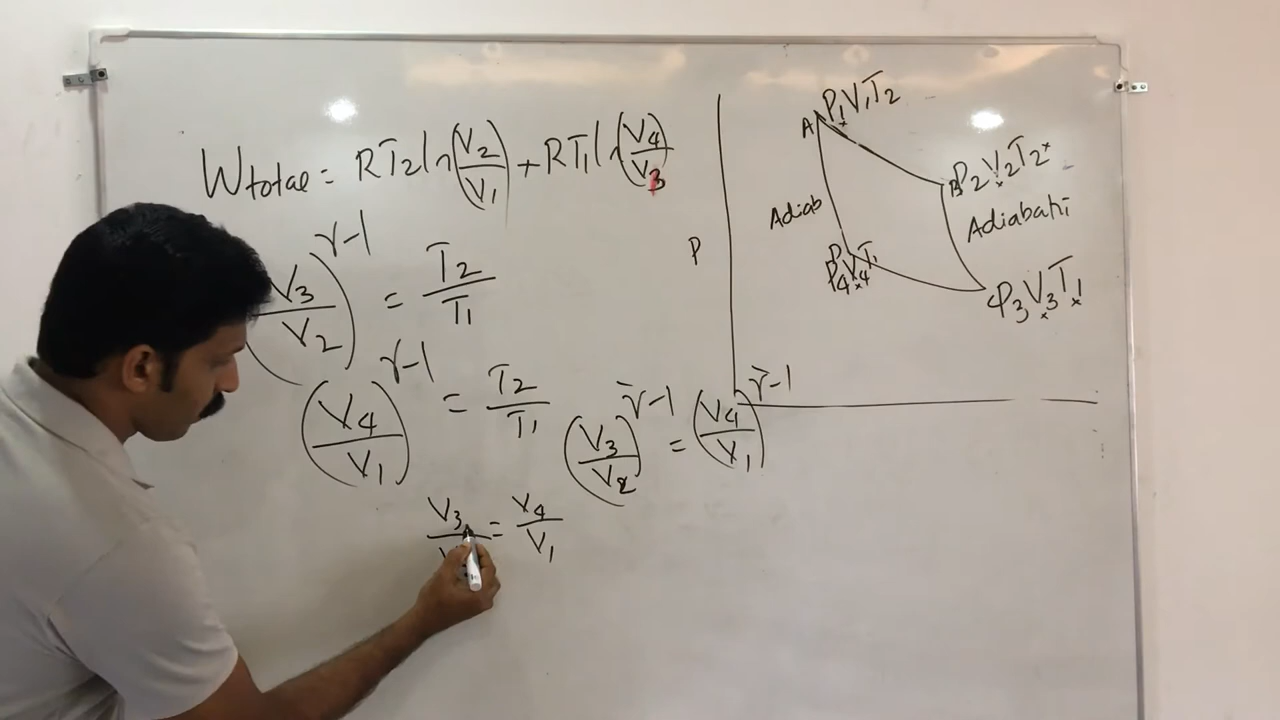 Wtotal = RT2 ln(V2/V1) + RT1 ln(V4/V3)
(V3/V2)^γ-1 = T2/T1
(V4/V1)^γ-1 = T2/T1
(V3/V2)^γ-1 = (V4/V1)^γ-1
V3/V = V4/V1
P
A P1V1T2
B P2V2T2
Adiab
Adiabati
P4V4T1
P3V3T1